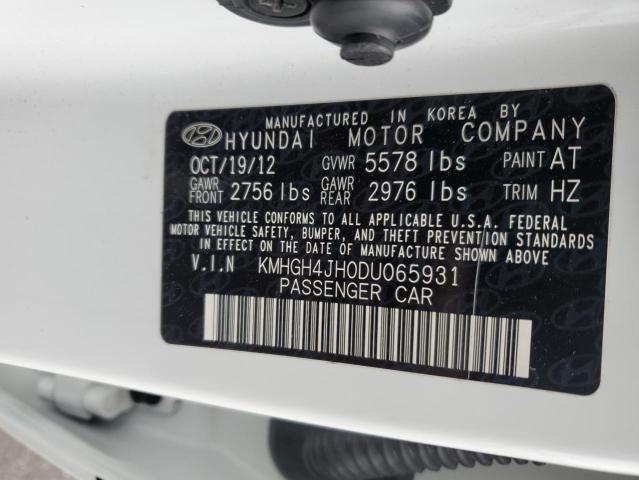 MANUFACTURED IN KOREA BY
HYUNDAI MOTOR COMPANY
OCT/19/12 GVWR 5578 lbs PAINT AT
GAWR FRONT 2756 lbs GAWR REAR 2976 lbs TRIM HZ
THIS VEHICLE CONFORMS TO ALL APPLICABLE U.S.A. FEDERAL
MOTOR VEHICLE SAFETY, BUMPER, AND THEFT PREVENTION STANDARDS
IN EFFECT ON THE DATE OF MANUFACTURE SHOWN ABOVE
V.I.N KMHGH4JH0DU065931
PASSENGER CAR